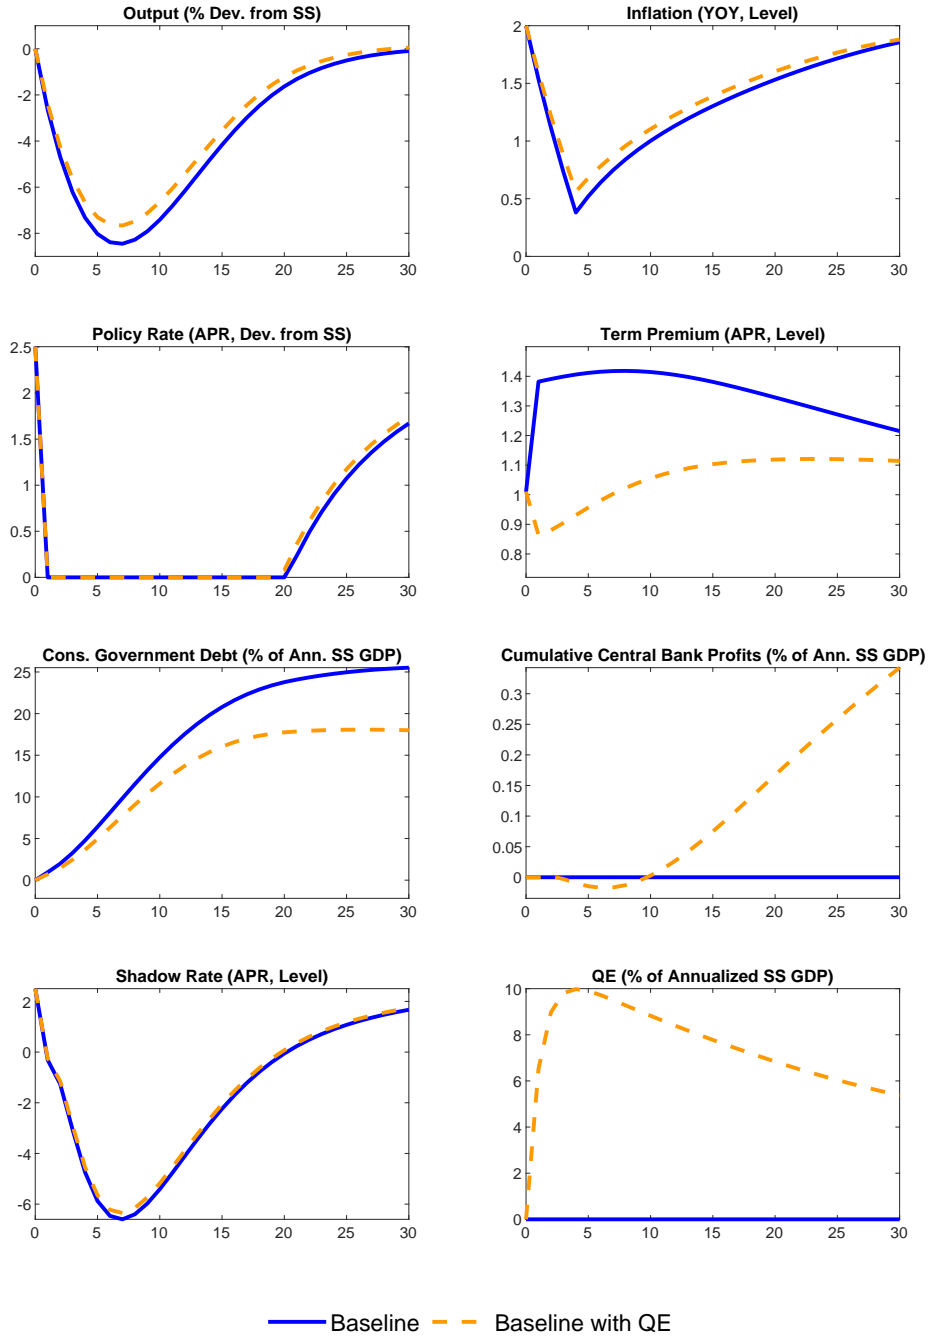 Output (% Dev. from SS)
0
-2
-4
-6
-8
0 5 10 15 20 25 30
Inflation (YOY, Level)
2
1.5
1
0.5
0
0 5 10 15 20 25 30
Policy Rate (APR, Dev. from SS)
2.5
2
1.5
1
0.5
0
0 5 10 15 20 25 30
Term Premium (APR, Level)
1.4
1.3
1.2
1.1
1
0.9
0.8
0 5 10 15 20 25 30
Cons. Government Debt (% of Ann. SS GDP)
25
20
15
10
5
0
0 5 10 15 20 25 30
Cumulative Central Bank Profits (% of Ann. SS GDP)
0.3
0.25
0.2
0.15
0.1
0.05
0
0 5 10 15 20 25 30
Shadow Rate (APR, Level)
2
0
-2
-4
-6
0 5 10 15 20 25 30
QE (% of Annualized SS GDP)
10
8
6
4
2
0
0 5 10 15 20 25 30
Baseline Baseline with QE